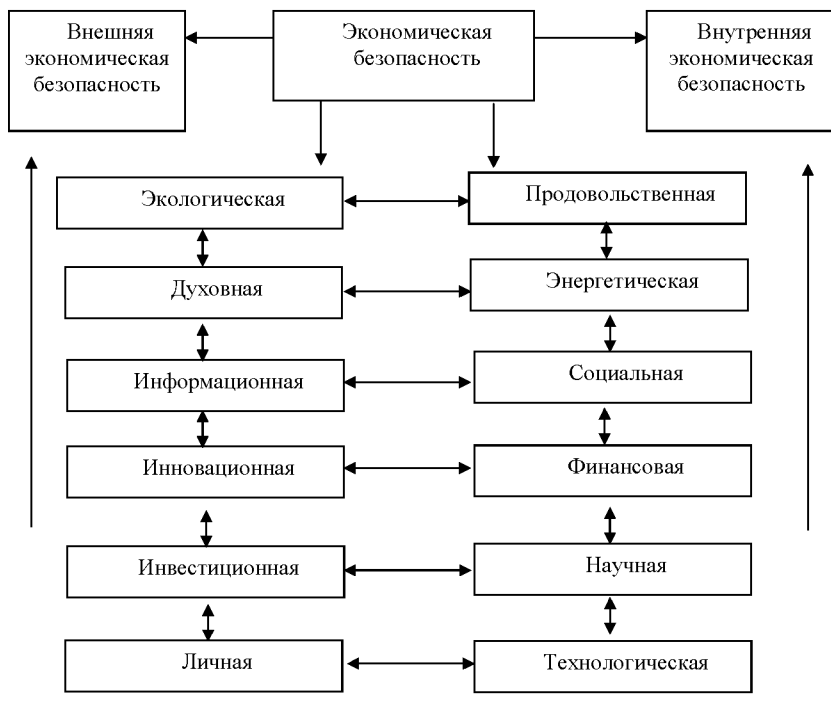 Внешняя
экономическая
безопасность
Экономическая
безопасность
Внутренняя
экономическая
безопасность
Экологическая
Продовольственная
Духовная
Энергетическая
Информационная
Социальная
Инновационная
Финансовая
Инвестиционная
Научная
Личная
Технологическая